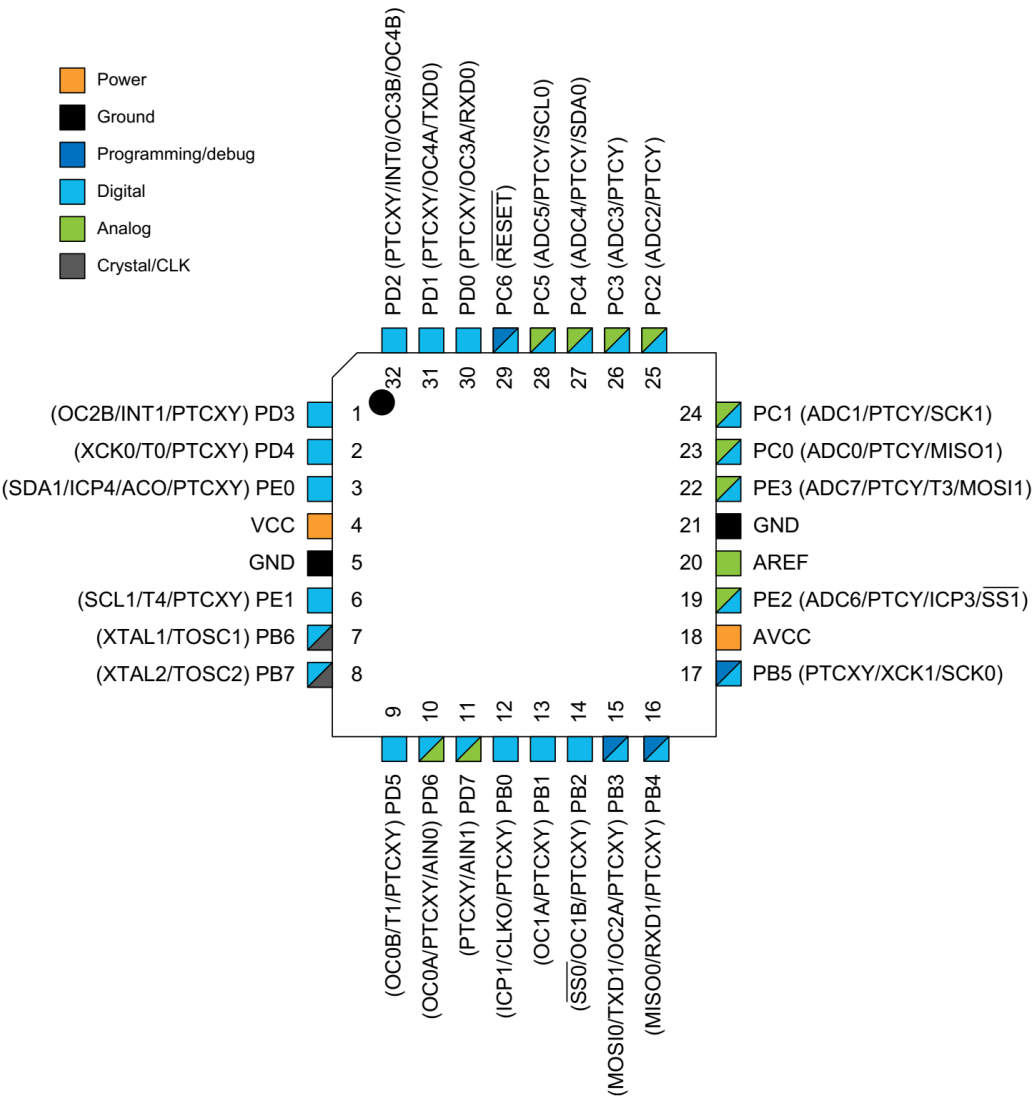 Power
Ground
Programming/debug
Digital
Analog
Crystal/CLK
PD2 (PTCXY/INT0/OC3B/OC4B)
PD1 (PTCXY/OC4A/TXD0)
PD0 (PTCXY/OC3A/RXD0)
PC6 (RESET)
PC5 (ADC5/PTCY/SCL0)
PC4 (ADC4/PTCY/SDA0)
PC3 (ADC3/PTCY)
PC2 (ADC2/PTCY)
32
31
30
29
28
27
26
25
(OC2B/INT1/PTCXY) PD3 1
(XCK0/T0/PTCXY) PD4 2
(SDA1/ICP4/ACO/PTCXY) PE0 3
VCC 4
GND 5
(SCL1/T4/PTCXY) PE1 6
(XTAL1/TOSC1) PB6 7
(XTAL2/TOSC2) PB7 8
24 PC1 (ADC1/PTCY/SCK1)
23 PC0 (ADC0/PTCY/MISO1)
22 PE3 (ADC7/PTCY/T3/MOSI1)
21 GND
20 AREF
19 PE2 (ADC6/PTCY/ICP3/SS1)
18 AVCC
17 PB5 (PTCXY/XCK1/SCK0)
9
10
11
12
13
14
15
16
(OC0B/T1/PTCXY) PD5
(OC0A/PTCXY/AIN0) PD6
(PTCXY/AIN1) PD7
(ICP1/CLKO/PTCXY) PB0
(OC1A/PTCXY) PB1
(SS0/OC1B/PTCXY) PB2
(MOSI0/TXD1/OC2A/PTCXY) PB3
(MISO0/RXD1/PTCXY) PB4